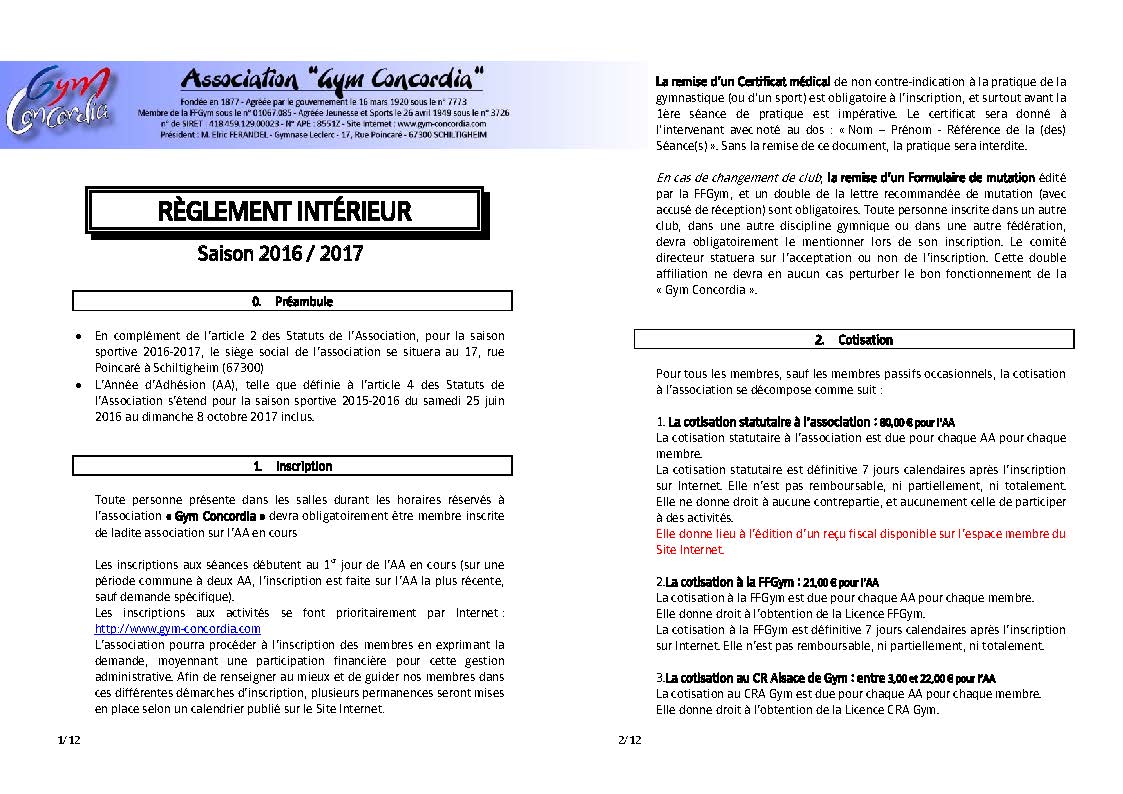 Gym
Concordia
Association "Gym Concordia"
Fondée en 1877 - Agréée par le gouvernement le 16 mars 1920 sous le n° 7773
Membre de la FFGym sous le n° 01067.085 - Agréée Jeunesse et Sports le 26 avril 1949 sous le n° 3726
n° de SIRET : 418.459.129.00023 - N° APE : 8551Z - Site Internet : www.gym-concordia.com
Président : M. Elric FERANDEL - Gymnase Leclerc - 17, Rue Poincaré - 67300 SCHILTIGHEIM
RÈGLEMENT INTÉRIEUR
Saison 2016 / 2017
0. Préambule
• En complément de l'article 2 des Statuts de l'Association, pour la saison
sportive 2016-2017, le siège social de l'association se situera au 17, rue
Poincaré à Schiltigheim (67300)
• L'Année d'Adhésion (AA), telle que définie à l'article 4 des Statuts de
l'Association s'étend pour la saison sportive 2015-2016 du samedi 25 juin
2016 au dimanche 8 octobre 2017 inclus.
1. Inscription
Toute personne présente dans les salles durant les horaires réservés à
l'association « Gym Concordia » devra obligatoirement être membre inscrite
de ladite association sur l'AA en cours
Les inscriptions aux séances débutent au 1st jour de l'AA en cours (sur une
période commune à deux AA, l'inscription est faite sur l'AA la plus récente,
sauf demande spécifique).
Les inscriptions aux activités se font prioritairement par Internet :
http://www.gym-concordia.com
L'association pourra procéder à l'inscription des membres en exprimant la
demande, moyennant une participation financière pour cette gestion
administrative. Afin de renseigner au mieux et de guider nos membres dans
ces différentes démarches d'inscription, plusieurs permanences seront mises
en place selon un calendrier publié sur le Site Internet.
1/12
La remise d'un Certificat médical de non contre-indication à la pratique de la
gymnastique (ou d'un sport) est obligatoire à l'inscription, et surtout avant la
1ère séance de pratique est impérative. Le certificat sera donné à
l'intervenant avec noté au dos : « Nom – Prénom - Référence de la (des)
Séance(s) ». Sans la remise de ce document, la pratique sera interdite.
En cas de changement de club, la remise d'un Formulaire de mutation édité
par la FFGym, et un double de la lettre recommandée de mutation (avec
accusé de réception) sont obligatoires. Toute personne inscrite dans un autre
club, dans une autre discipline gymnique ou dans une autre fédération,
devra obligatoirement le mentionner lors de son inscription. Le comité
directeur statuera sur l'acceptation ou non de l'inscription. Cette double
affiliation ne devra en aucun cas perturber le bon fonctionnement de la
« Gym Concordia ».
2. Cotisation
Pour tous les membres, sauf les membres passifs occasionnels, la cotisation
à l'association se décompose comme suit :
1. La cotisation statutaire à l'association : 80,00 € pour l'AA
La cotisation statutaire à l'association est due pour chaque AA pour chaque
membre.
La cotisation statutaire est définitive 7 jours calendaires après l'inscription
sur Internet. Elle n'est pas remboursable, ni partiellement, ni totalement.
Elle ne donne droit à aucune contrepartie, et aucunement celle de participer
à des activités.
Elle donne lieu à l'édition d'un reçu fiscal disponible sur l'espace membre du
Site Internet.
2.La cotisation à la FFGym : 21,00 € pour l'AA
La cotisation à la FFGym est due pour chaque AA pour chaque membre.
Elle donne droit à l'obtention de la Licence FFGym.
La cotisation à la FFGym est définitive 7 jours calendaires après l'inscription
sur Internet. Elle n'est pas remboursable, ni partiellement, ni totalement.
3.La cotisation au CR Alsace de Gym : entre 3,00 et 22,00 € pour l'AA
La cotisation au CRA Gym est due pour chaque AA pour chaque membre.
Elle donne droit à l'obtention de la Licence CRA Gym.
2/12